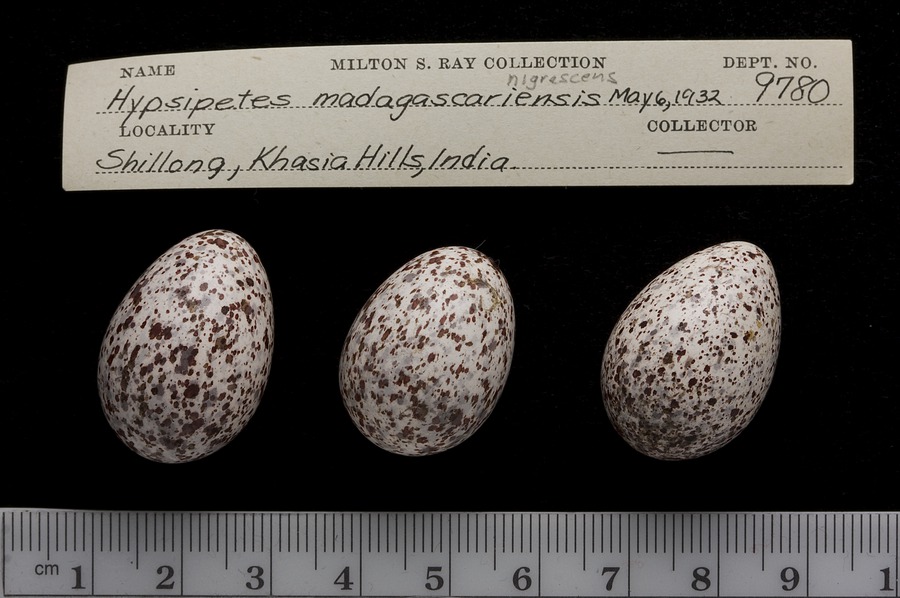 NAME MILTON S. RAY COLLECTION DEPT. NO.
nigrescens
Hypsipetes madagascariensis May 6, 1932 9780
LOCALITY COLLECTOR
Shillong, Khasia Hills, India.
cm 1 2 3 4 5 6 7 8 9 1